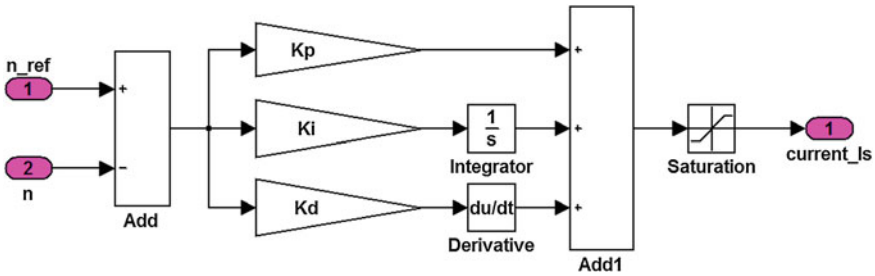 n_ref
1
+
2
n
−
Add
Kp
Ki
Kd
1
s
Integrator
du/dt
Derivative
+
+
+
Add1
Saturation
1
current_Is